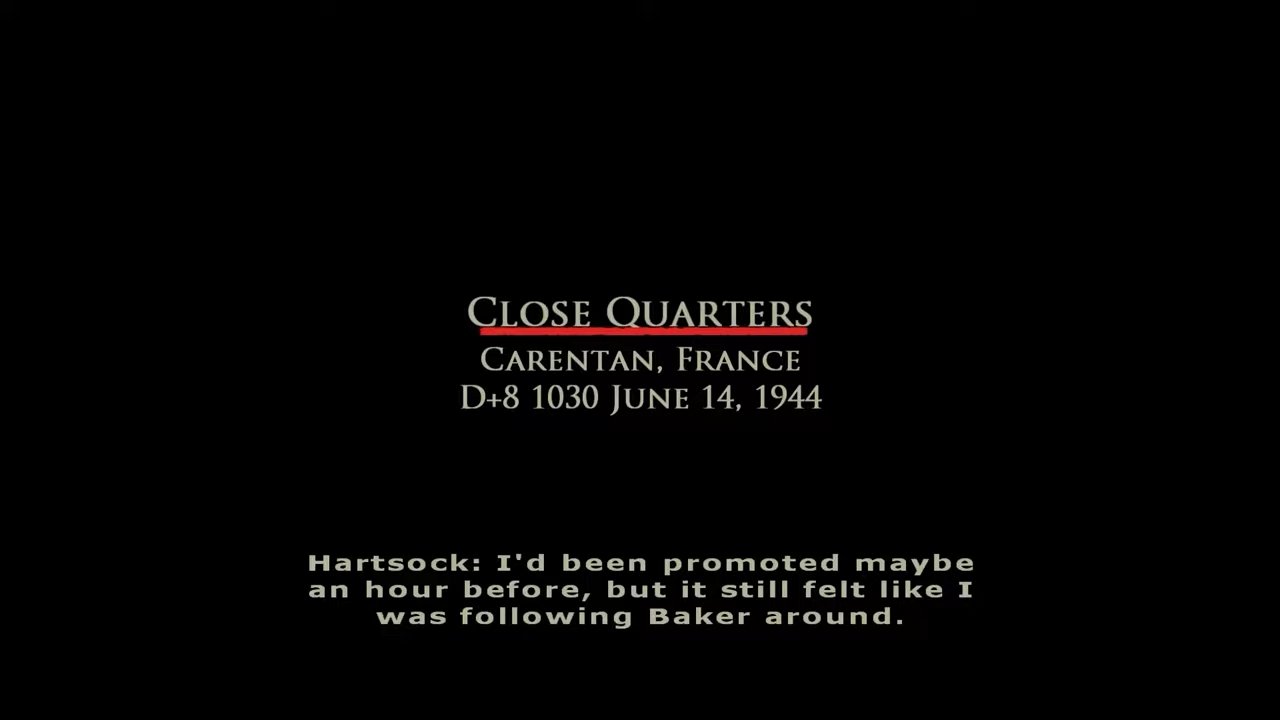 Close Quarters
Carentan, France
D+8 1030 June 14, 1944
Hartsock: I'd been promoted maybe
an hour before, but it still felt like I
was following Baker around.